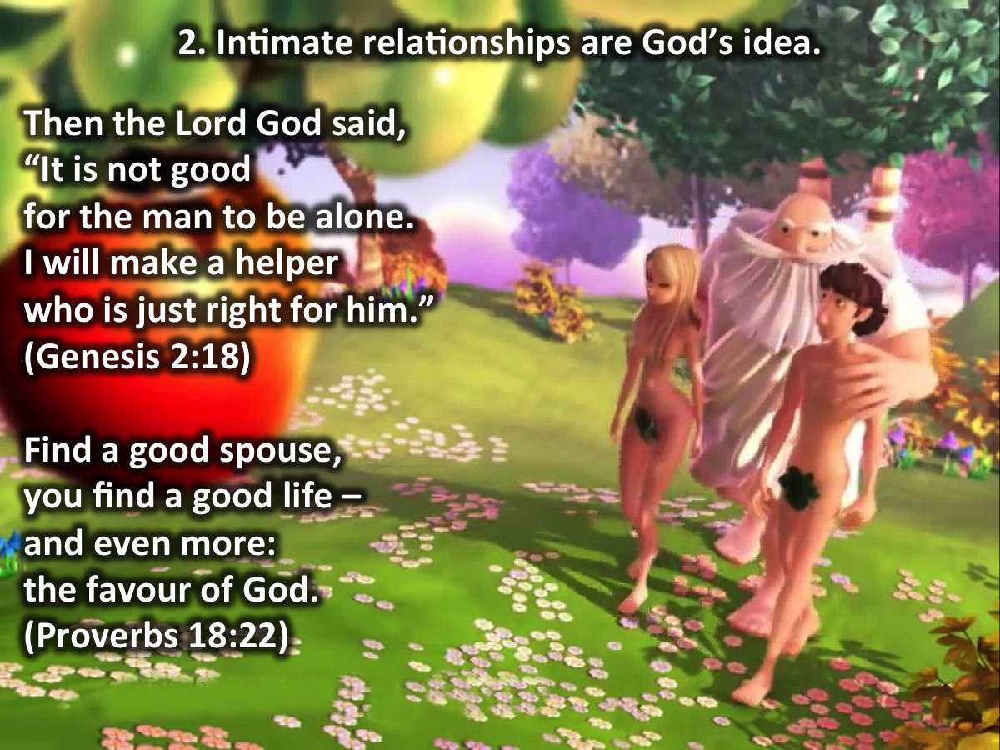 2. Intimate relationships are God’s idea.
Then the Lord God said,
“It is not good
for the man to be alone.
I will make a helper
who is just right for him.”
(Genesis 2:18)
Find a good spouse,
you find a good life –
and even more:
the favour of God.
(Proverbs 18:22)